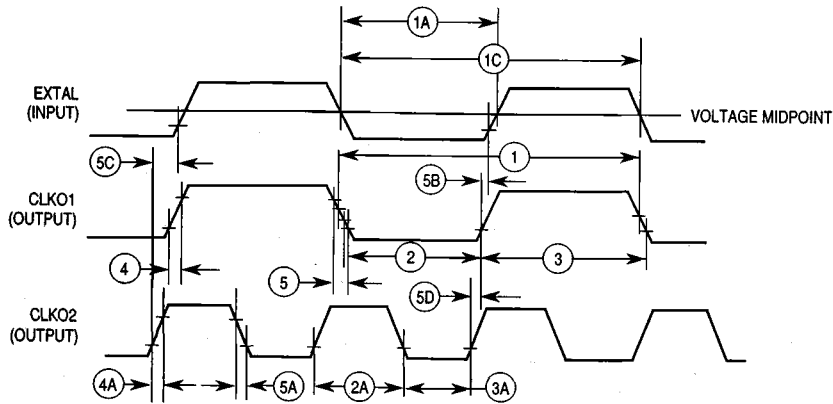 1A
1C
EXTAL
(INPUT)
VOLTAGE MIDPOINT
5C
1
5B
CLKO1
(OUTPUT)
2
3
4
5
5D
CLKO2
(OUTPUT)
4A
5A
2A
3A